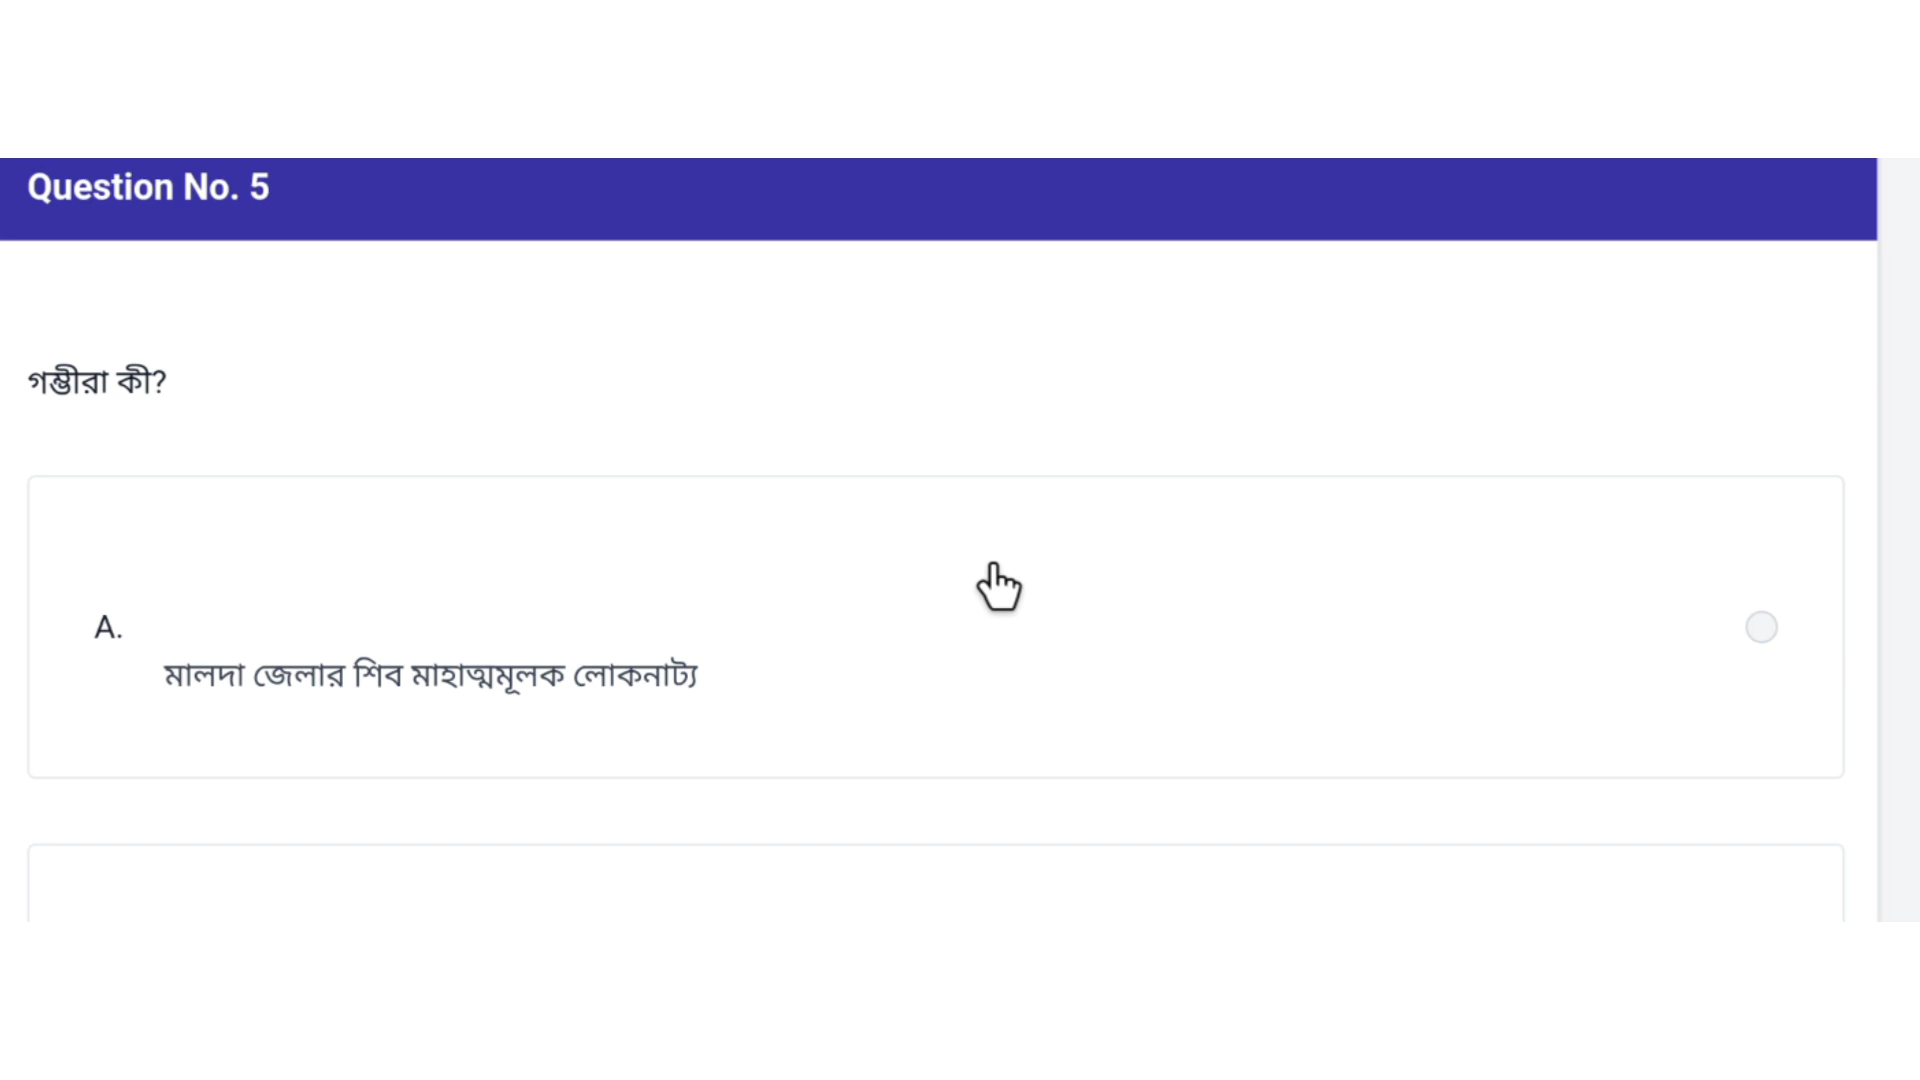 Question No. 5
গম্ভীরা কী?
A.
মালদা জেলার শিব মাহাত্মমূলক লোকনাট্য